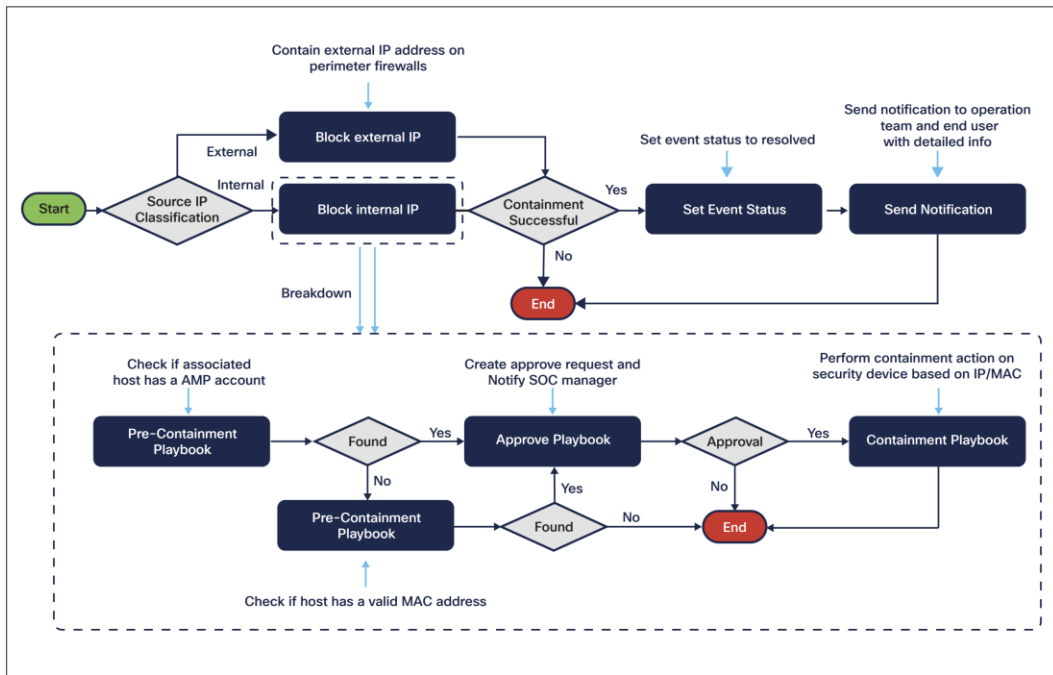 Contain external IP address on
perimeter firewalls
Block external IP
External
Send notification to operation
team and end user
with detailed info
Set event status to resolved
Start
Source IP
Classification
Internal
Block internal IP
Containment
Successful
Yes
Set Event Status
Send Notification
No
End
Breakdown
Check if associated
host has a AMP account
Create approve request and
Notify SOC manager
Perform containment action on
security device based on IP/MAC
Pre-Containment
Playbook
Found
Yes
Approve Playbook
Approval
Yes
Containment Playbook
No
Pre-Containment
Playbook
Yes
Found
No
No
End
Check if host has a valid MAC address